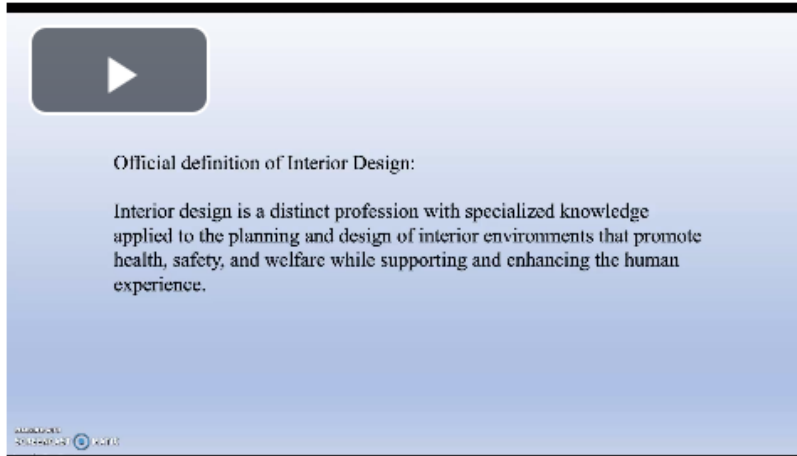 Official definition of Interior Design:
Interior design is a distinct profession with specialized knowledge
applied to the planning and design of interior environments that promote
health, safety, and welfare while supporting and enhancing the human
experience.